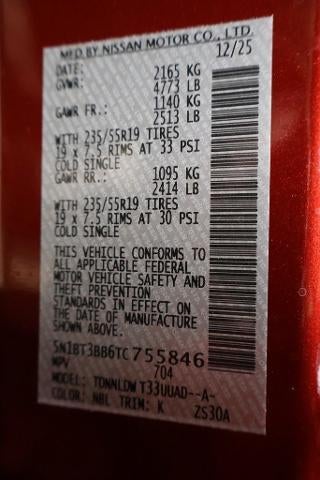 MFD BY NISSAN MOTOR CO., LTD.
DATE: 12/25
GVWR: 2165 KG
4773 LB
GAWR FR.: 1140 KG
2513 LB
WITH 235/55R19 TIRES
19 x 7.5 RIMS AT 33 PSI
COLD SINGLE
GAWR RR.: 1095 KG
2414 LB
WITH 235/55R19 TIRES
19 x 7.5 RIMS AT 30 PSI
COLD SINGLE
THIS VEHICLE CONFORMS TO
ALL APPLICABLE FEDERAL
MOTOR VEHICLE SAFETY AND
THEFT PREVENTION
STANDARDS IN EFFECT ON
THE DATE OF MANUFACTURE
SHOWN ABOVE.
5N1BT3BB6TC755846
MPV 704
MODEL: TDNNLDW T33UUAD--A-
COLOR: NBL TRIM: K ZS30A